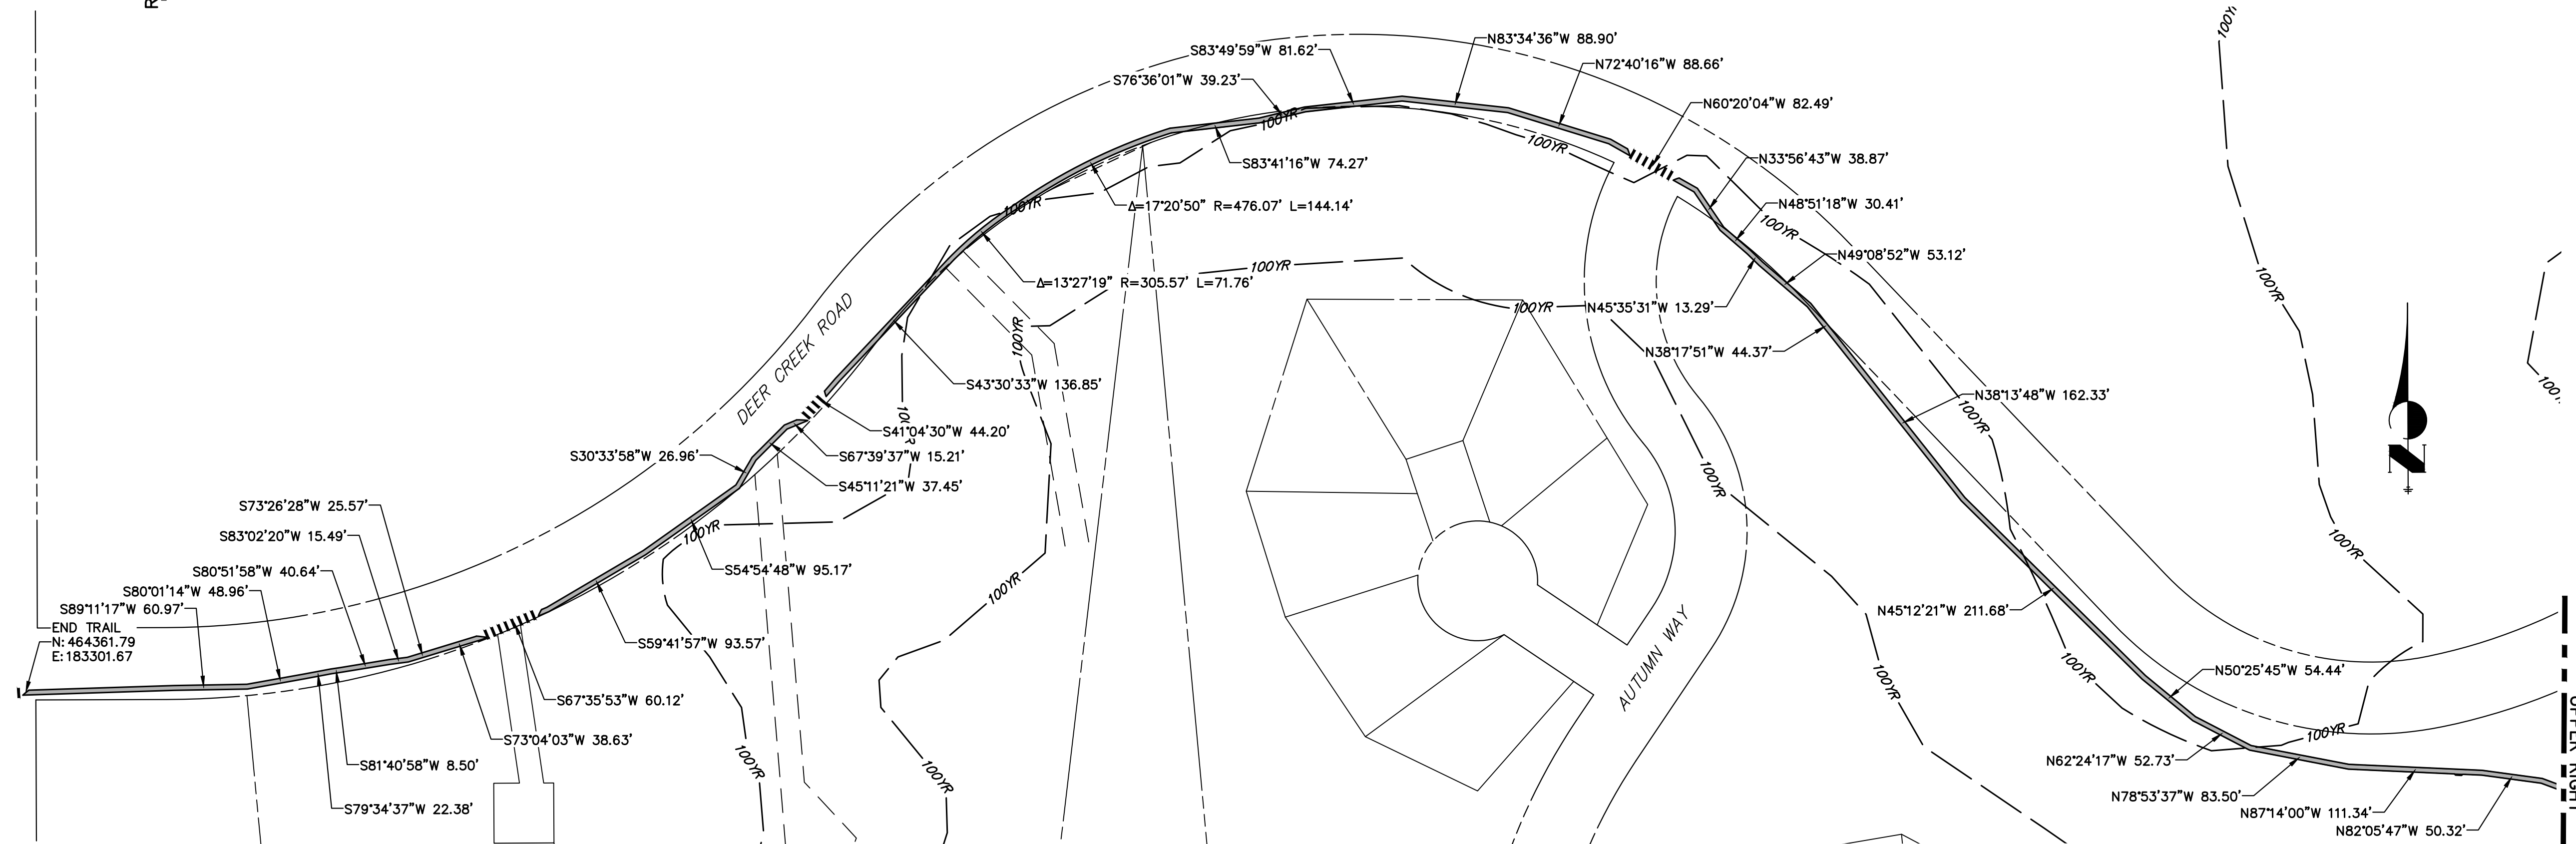 R
S83°49'59"W 81.62'
N83°34'36"W 88.90'
S76°36'01"W 39.23'
N72°40'16"W 88.66'
N60°20'04"W 82.49'
100YR
100YR
100YR
S83°41'16"W 74.27'
N33°56'43"W 38.87'
Δ=17°20'50" R=476.07' L=144.14'
N48°51'18"W 30.41'
100YR
100YR
N49°08'52"W 53.12'
Δ=13°27'19" R=305.57' L=71.76'
100YR
100YR
N45°35'31"W 13.29'
100YR
100YR
DEER CREEK ROAD
N38°17'51"W 44.37'
S43°30'33"W 136.85'
N38°13'48"W 162.33'
100YR
100YR
100YR
S41°04'30"W 44.20'
S30°33'58"W 26.96'
S67°39'37"W 15.21'
S45°11'21"W 37.45'
100YR
N
S73°26'28"W 25.57'
S83°02'20"W 15.49'
100YR
100YR
S80°51'58"W 40.64'
S54°54'48"W 95.17'
S80°01'14"W 48.96'
100YR
S89°11'17"W 60.97'
N45°12'21"W 211.68'
END TRAIL
N: 464361.79
E: 183301.67
S59°41'57"W 93.57'
AUTUMN WAY
100YR
100YR
N50°25'45"W 54.44'
S67°35'53"W 60.12'
S73°04'03"W 38.63'
100YR
S81°40'58"W 8.50'
100YR
100YR
N62°24'17"W 52.73'
N78°53'37"W 83.50'
S79°34'37"W 22.38'
N87°14'00"W 111.34'
N82°05'47"W 50.32'